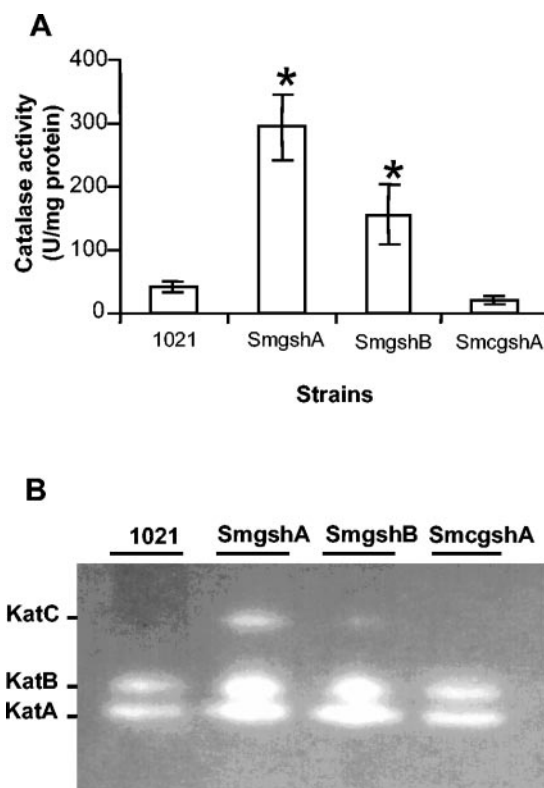 A
Catalase activity
(U/mg protein)
400
300
200
100
0
*
*
1021 SmgshA SmgshB SmcgshA
Strains
B
1021 SmgshA SmgshB SmcgshA
KatC
KatB
KatA